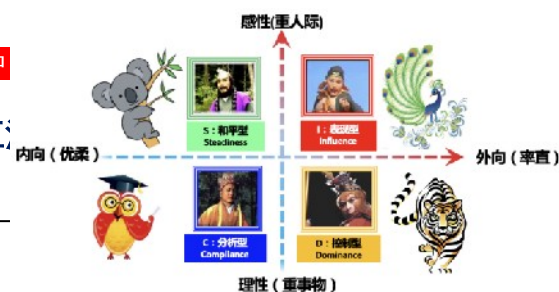 感性(重人际)
S：和平型
Steadiness
I：表现型
Influence
内向（优柔）
外向（率直）
C：分析型
Compliance
D：控制型
Dominance
理性（重事物）